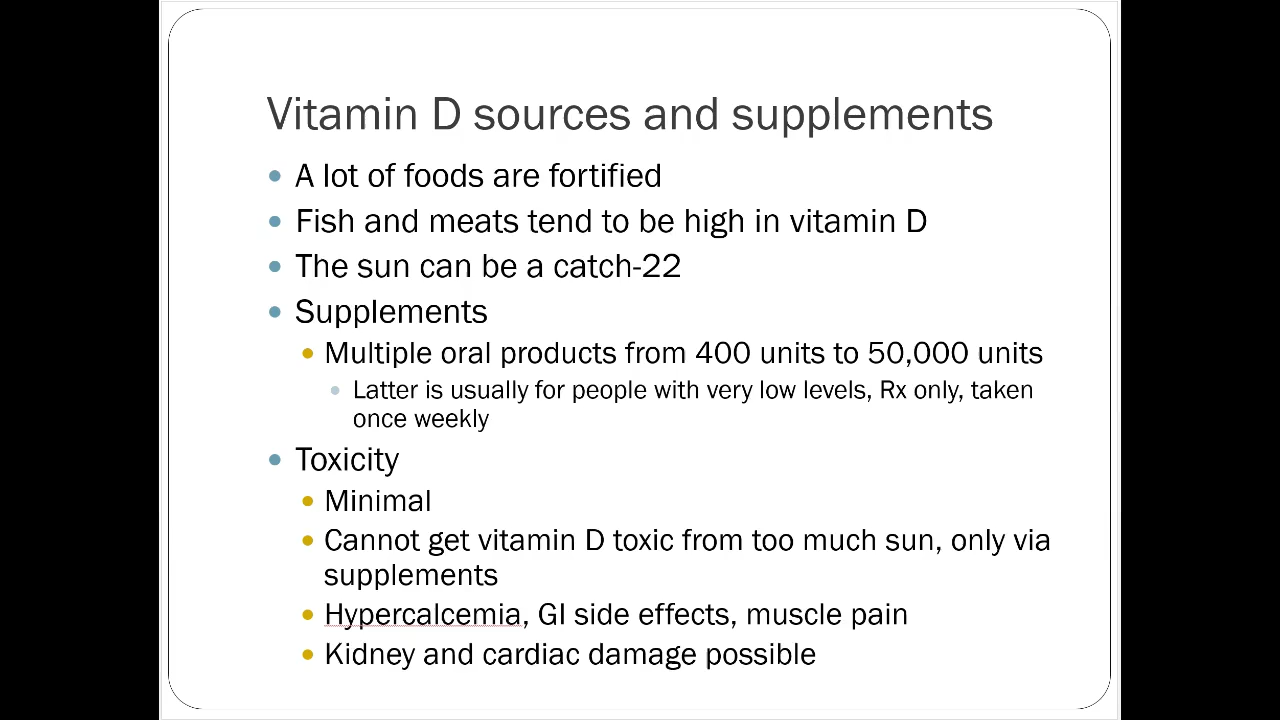 Vitamin D sources and supplements
• A lot of foods are fortified
• Fish and meats tend to be high in vitamin D
• The sun can be a catch-22
• Supplements
• Multiple oral products from 400 units to 50,000 units
• Latter is usually for people with very low levels, Rx only, taken
once weekly
• Toxicity
• Minimal
• Cannot get vitamin D toxic from too much sun, only via
supplements
• Hypercalcemia, GI side effects, muscle pain
• Kidney and cardiac damage possible